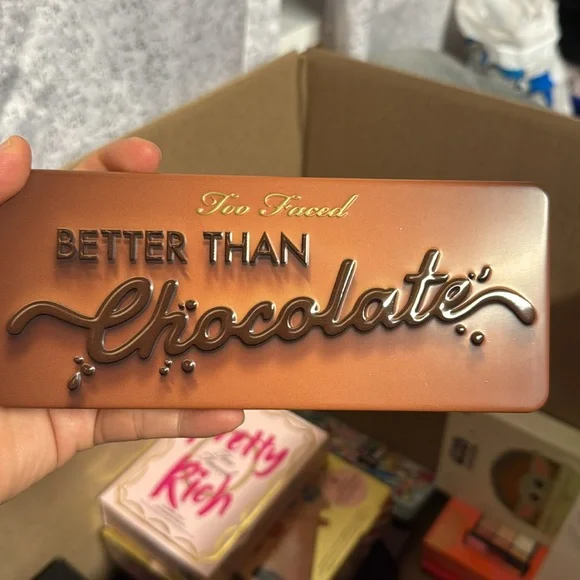 Too Faced
BETTER THAN
Chocolate
Pretty
Rich